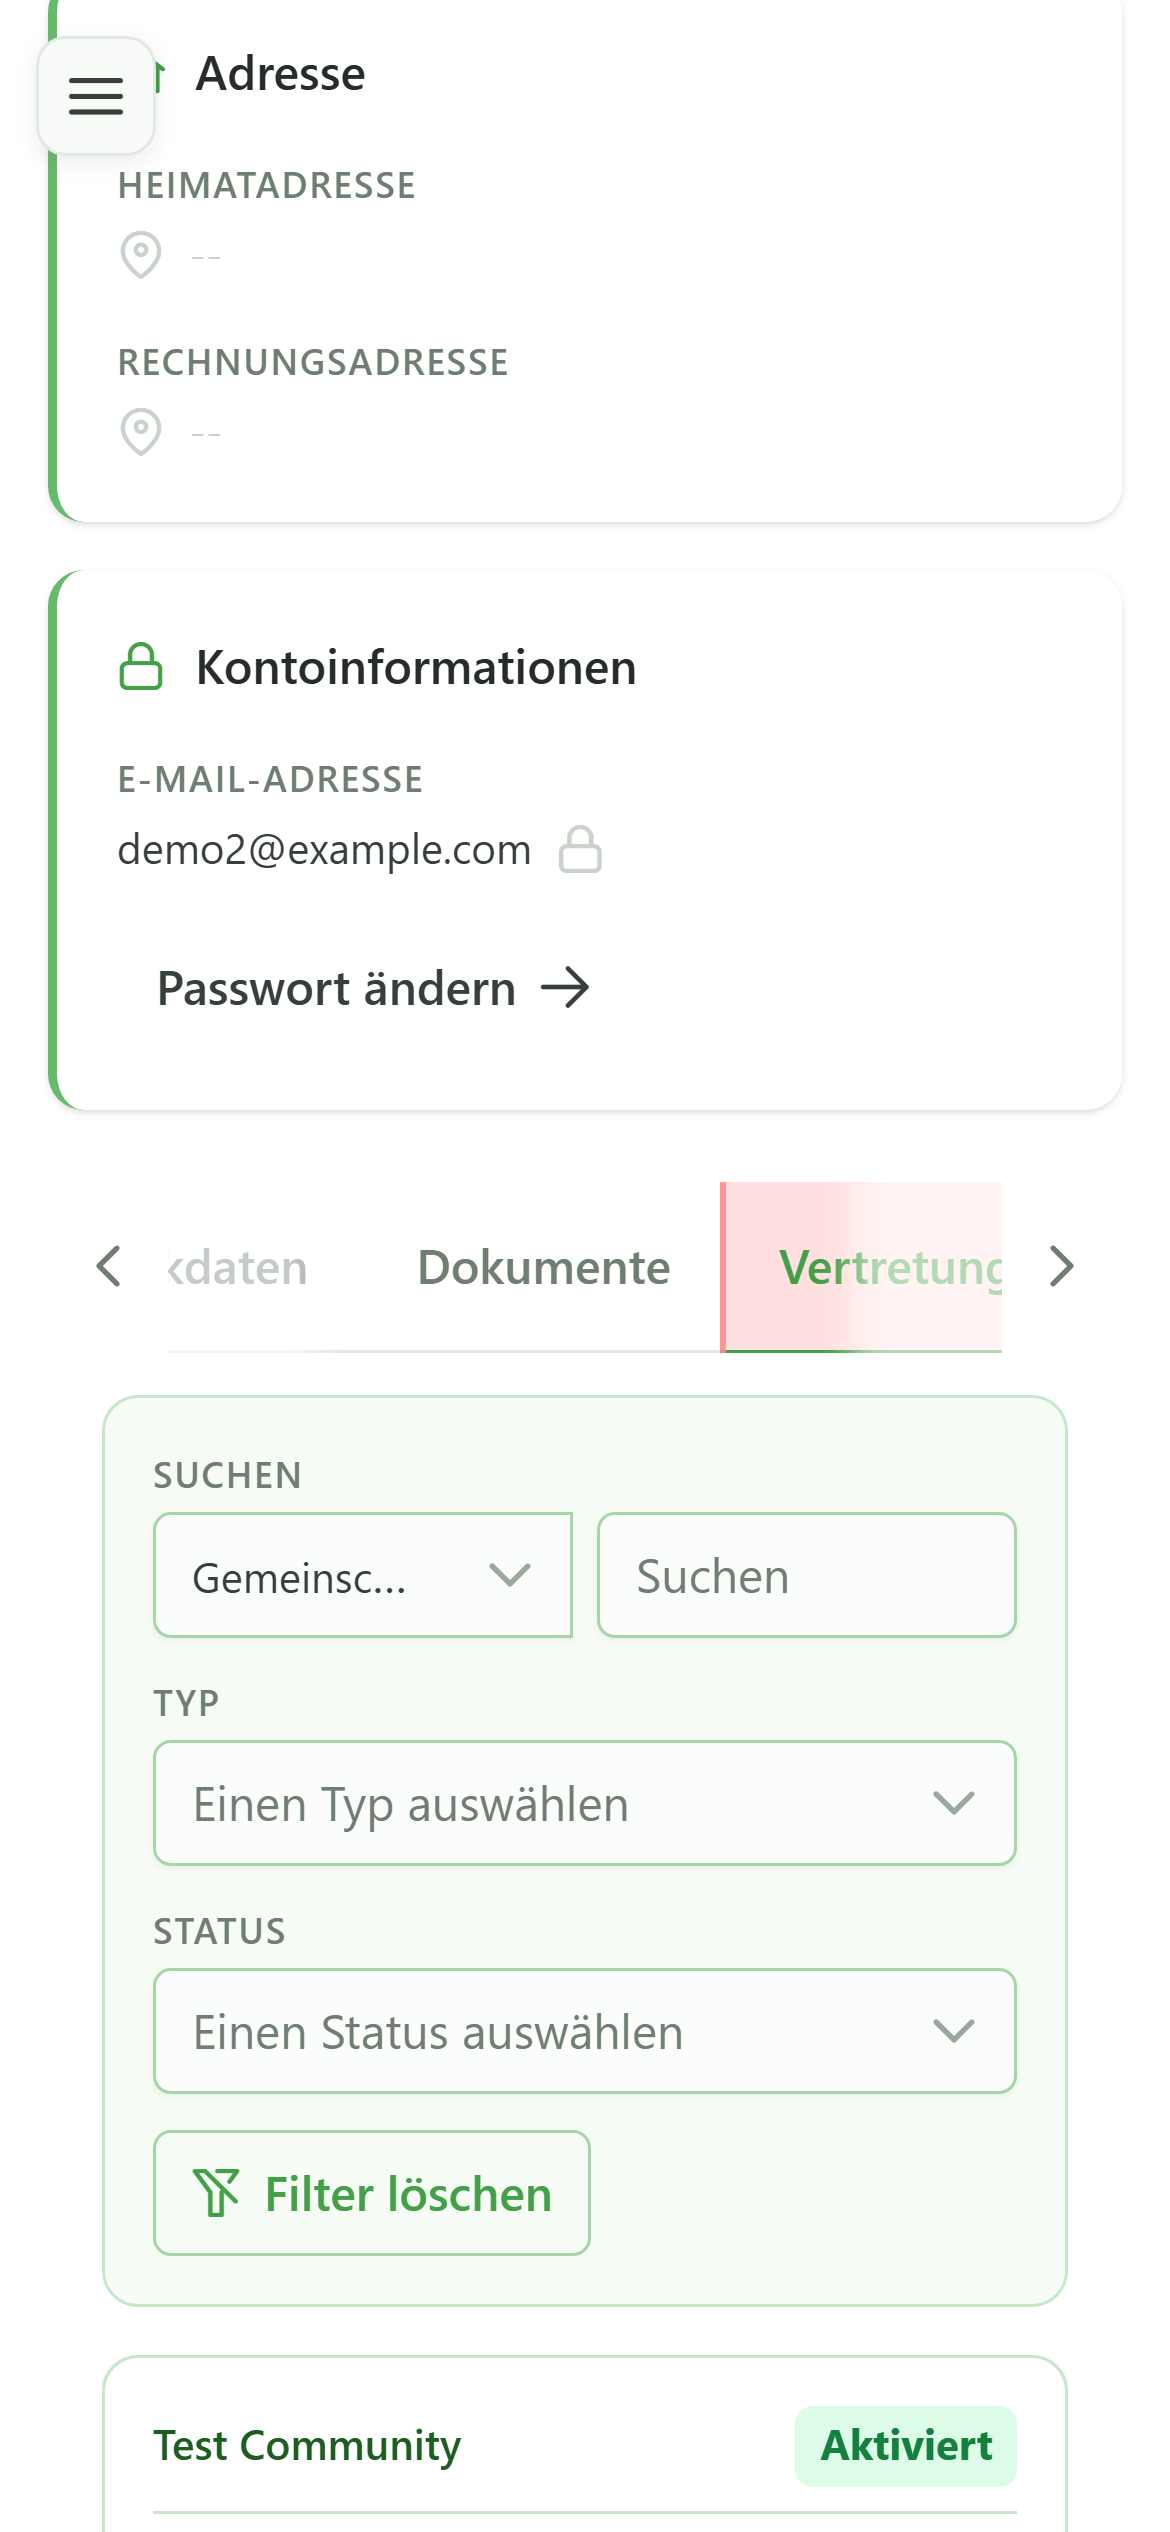 Adresse
HEIMATADRESSE
--
RECHNUNGSADRESSE
--
Kontoinformationen
E-MAIL-ADRESSE
demo2@example.com
Passwort ändern
kdaten Dokumente Vertretung
SUCHEN
Gemeinsc... Suchen
TYP
Einen Typ auswählen
STATUS
Einen Status auswählen
Filter löschen
Test Community Aktiviert